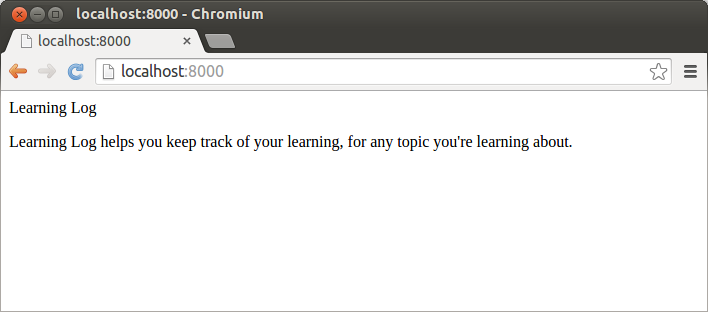 localhost:8000 - Chromium
localhost:8000
localhost:8000
Learning Log
Learning Log helps you keep track of your learning, for any topic you're learning about.